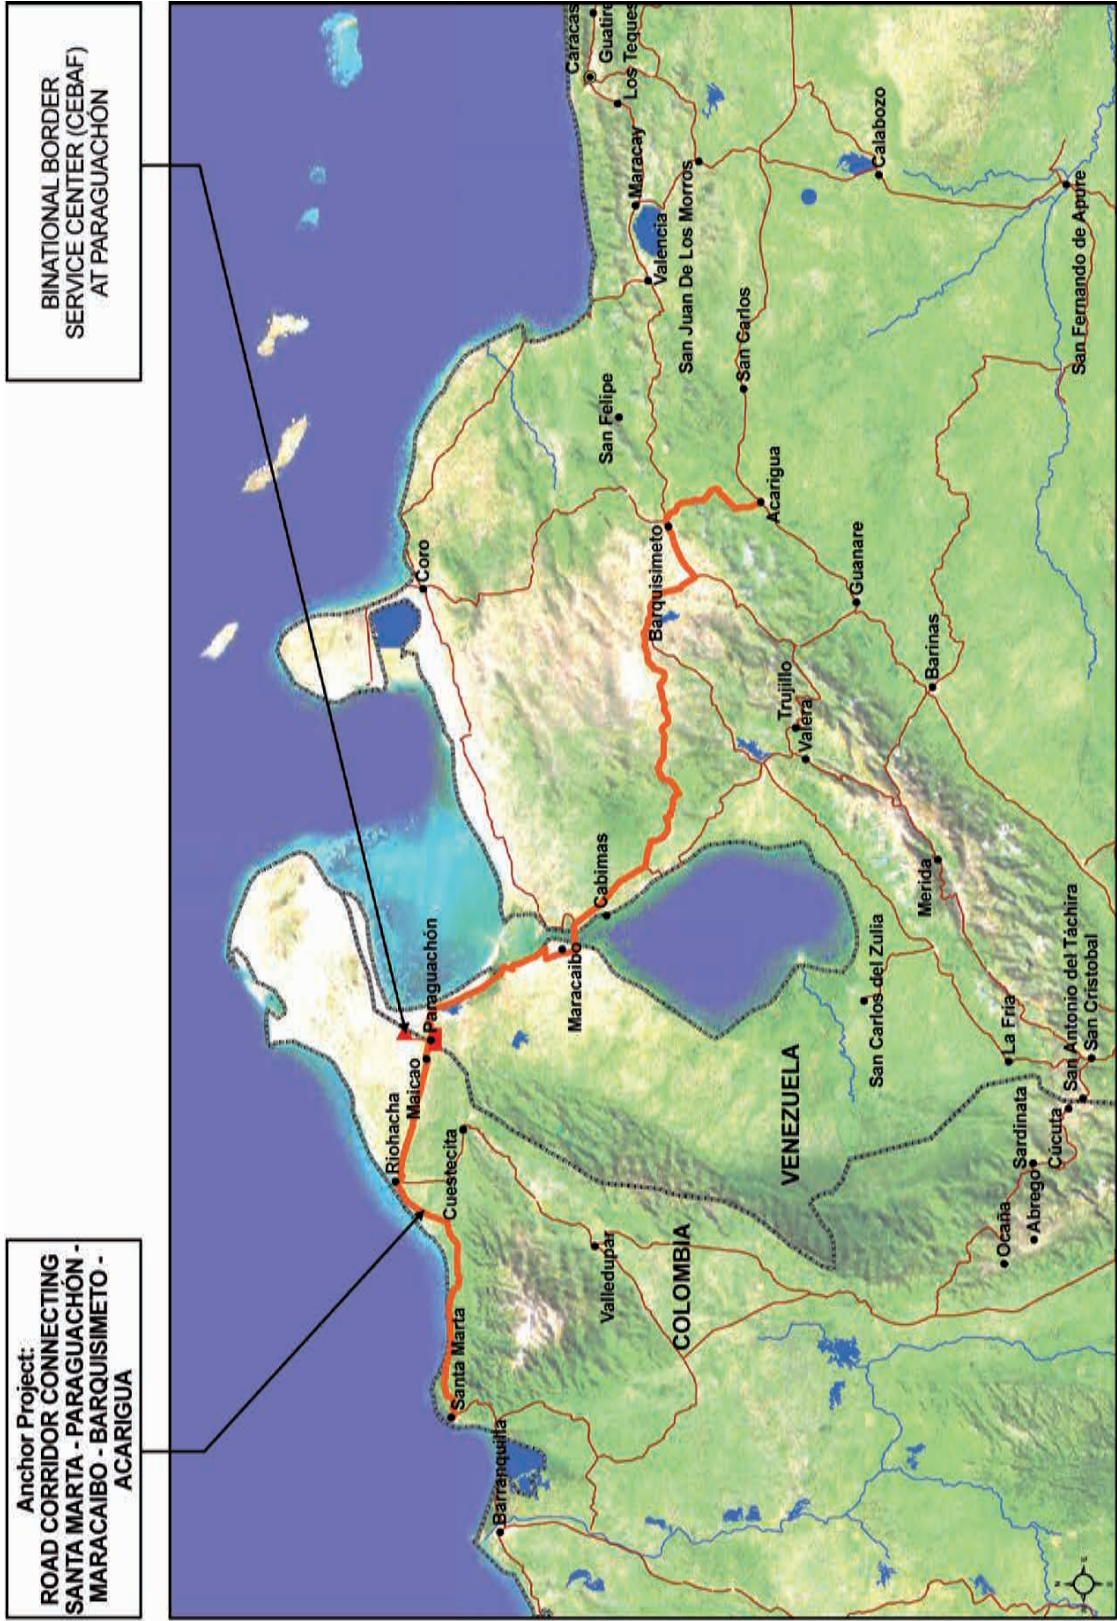 Anchor Project:
ROAD CORRIDOR CONNECTING
SANTA MARTA - PARAGUACHÓN -
MARACAIBO - BARQUISIMETO -
ACARIGUA
BINATIONAL BORDER
SERVICE CENTER (CEBAF)
AT PARAGUACHÓN
Riohacha
Maicao
Paraguachón
Coro
Caracas
Guatire
Los Teques
Maracay
Valencia
Santa Marta
Cuestecita
Barranquilla
Maracaibo
Cabimas
Barquisimeto
San Felipe
San Juan De Los Morros
San Carlos
Acarigua
Calabozo
Valledupar
COLOMBIA
VENEZUELA
Trujillo
Valera
Guanare
San Carlos del Zulia
Merida
Barinas
Ocaña
Abrego
Sardinata
Cúcuta
La Fria
San Antonio del Táchira
San Cristobal
San Fernando de Apure
N